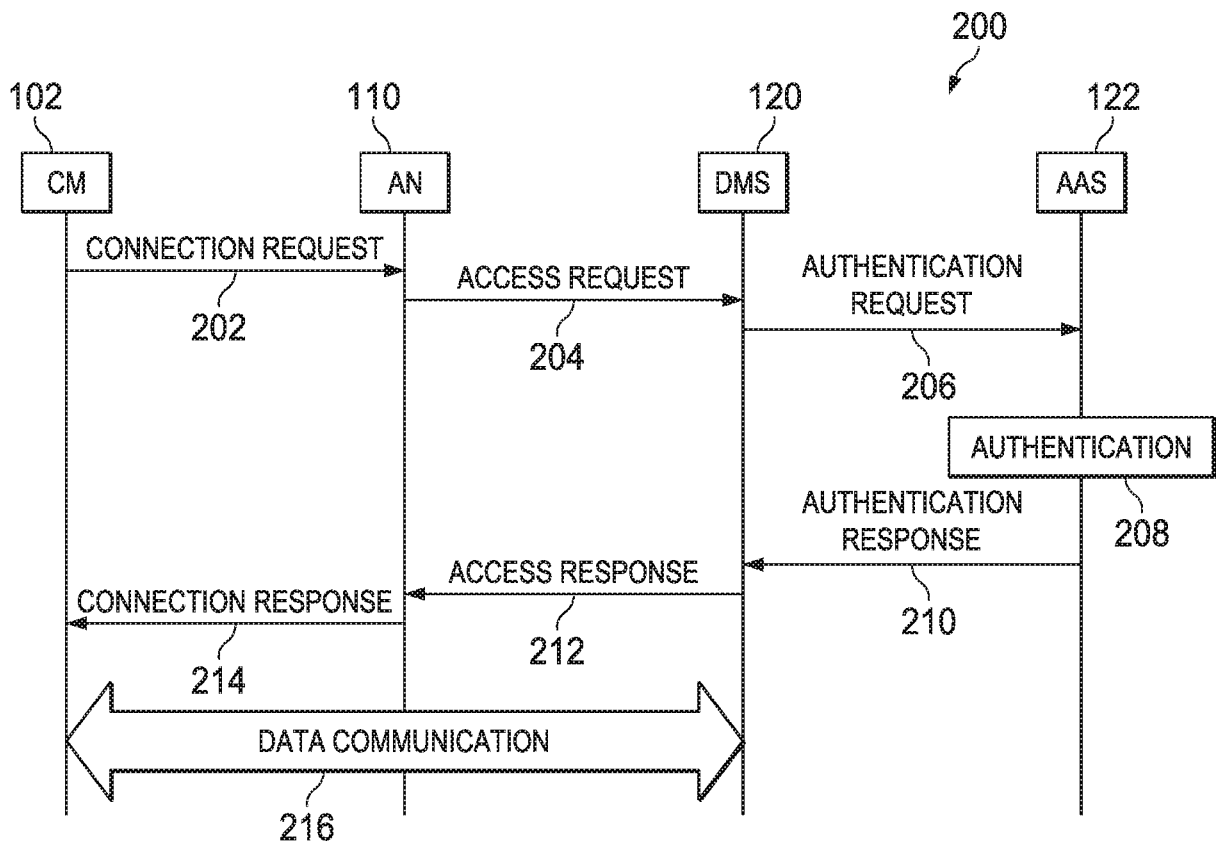 200
102
110
120
122
CM
AN
DMS
AAS
CONNECTION REQUEST
202
ACCESS REQUEST
204
AUTHENTICATION
REQUEST
206
AUTHENTICATION
208
AUTHENTICATION
RESPONSE
210
ACCESS RESPONSE
212
CONNECTION RESPONSE
214
DATA COMMUNICATION
216